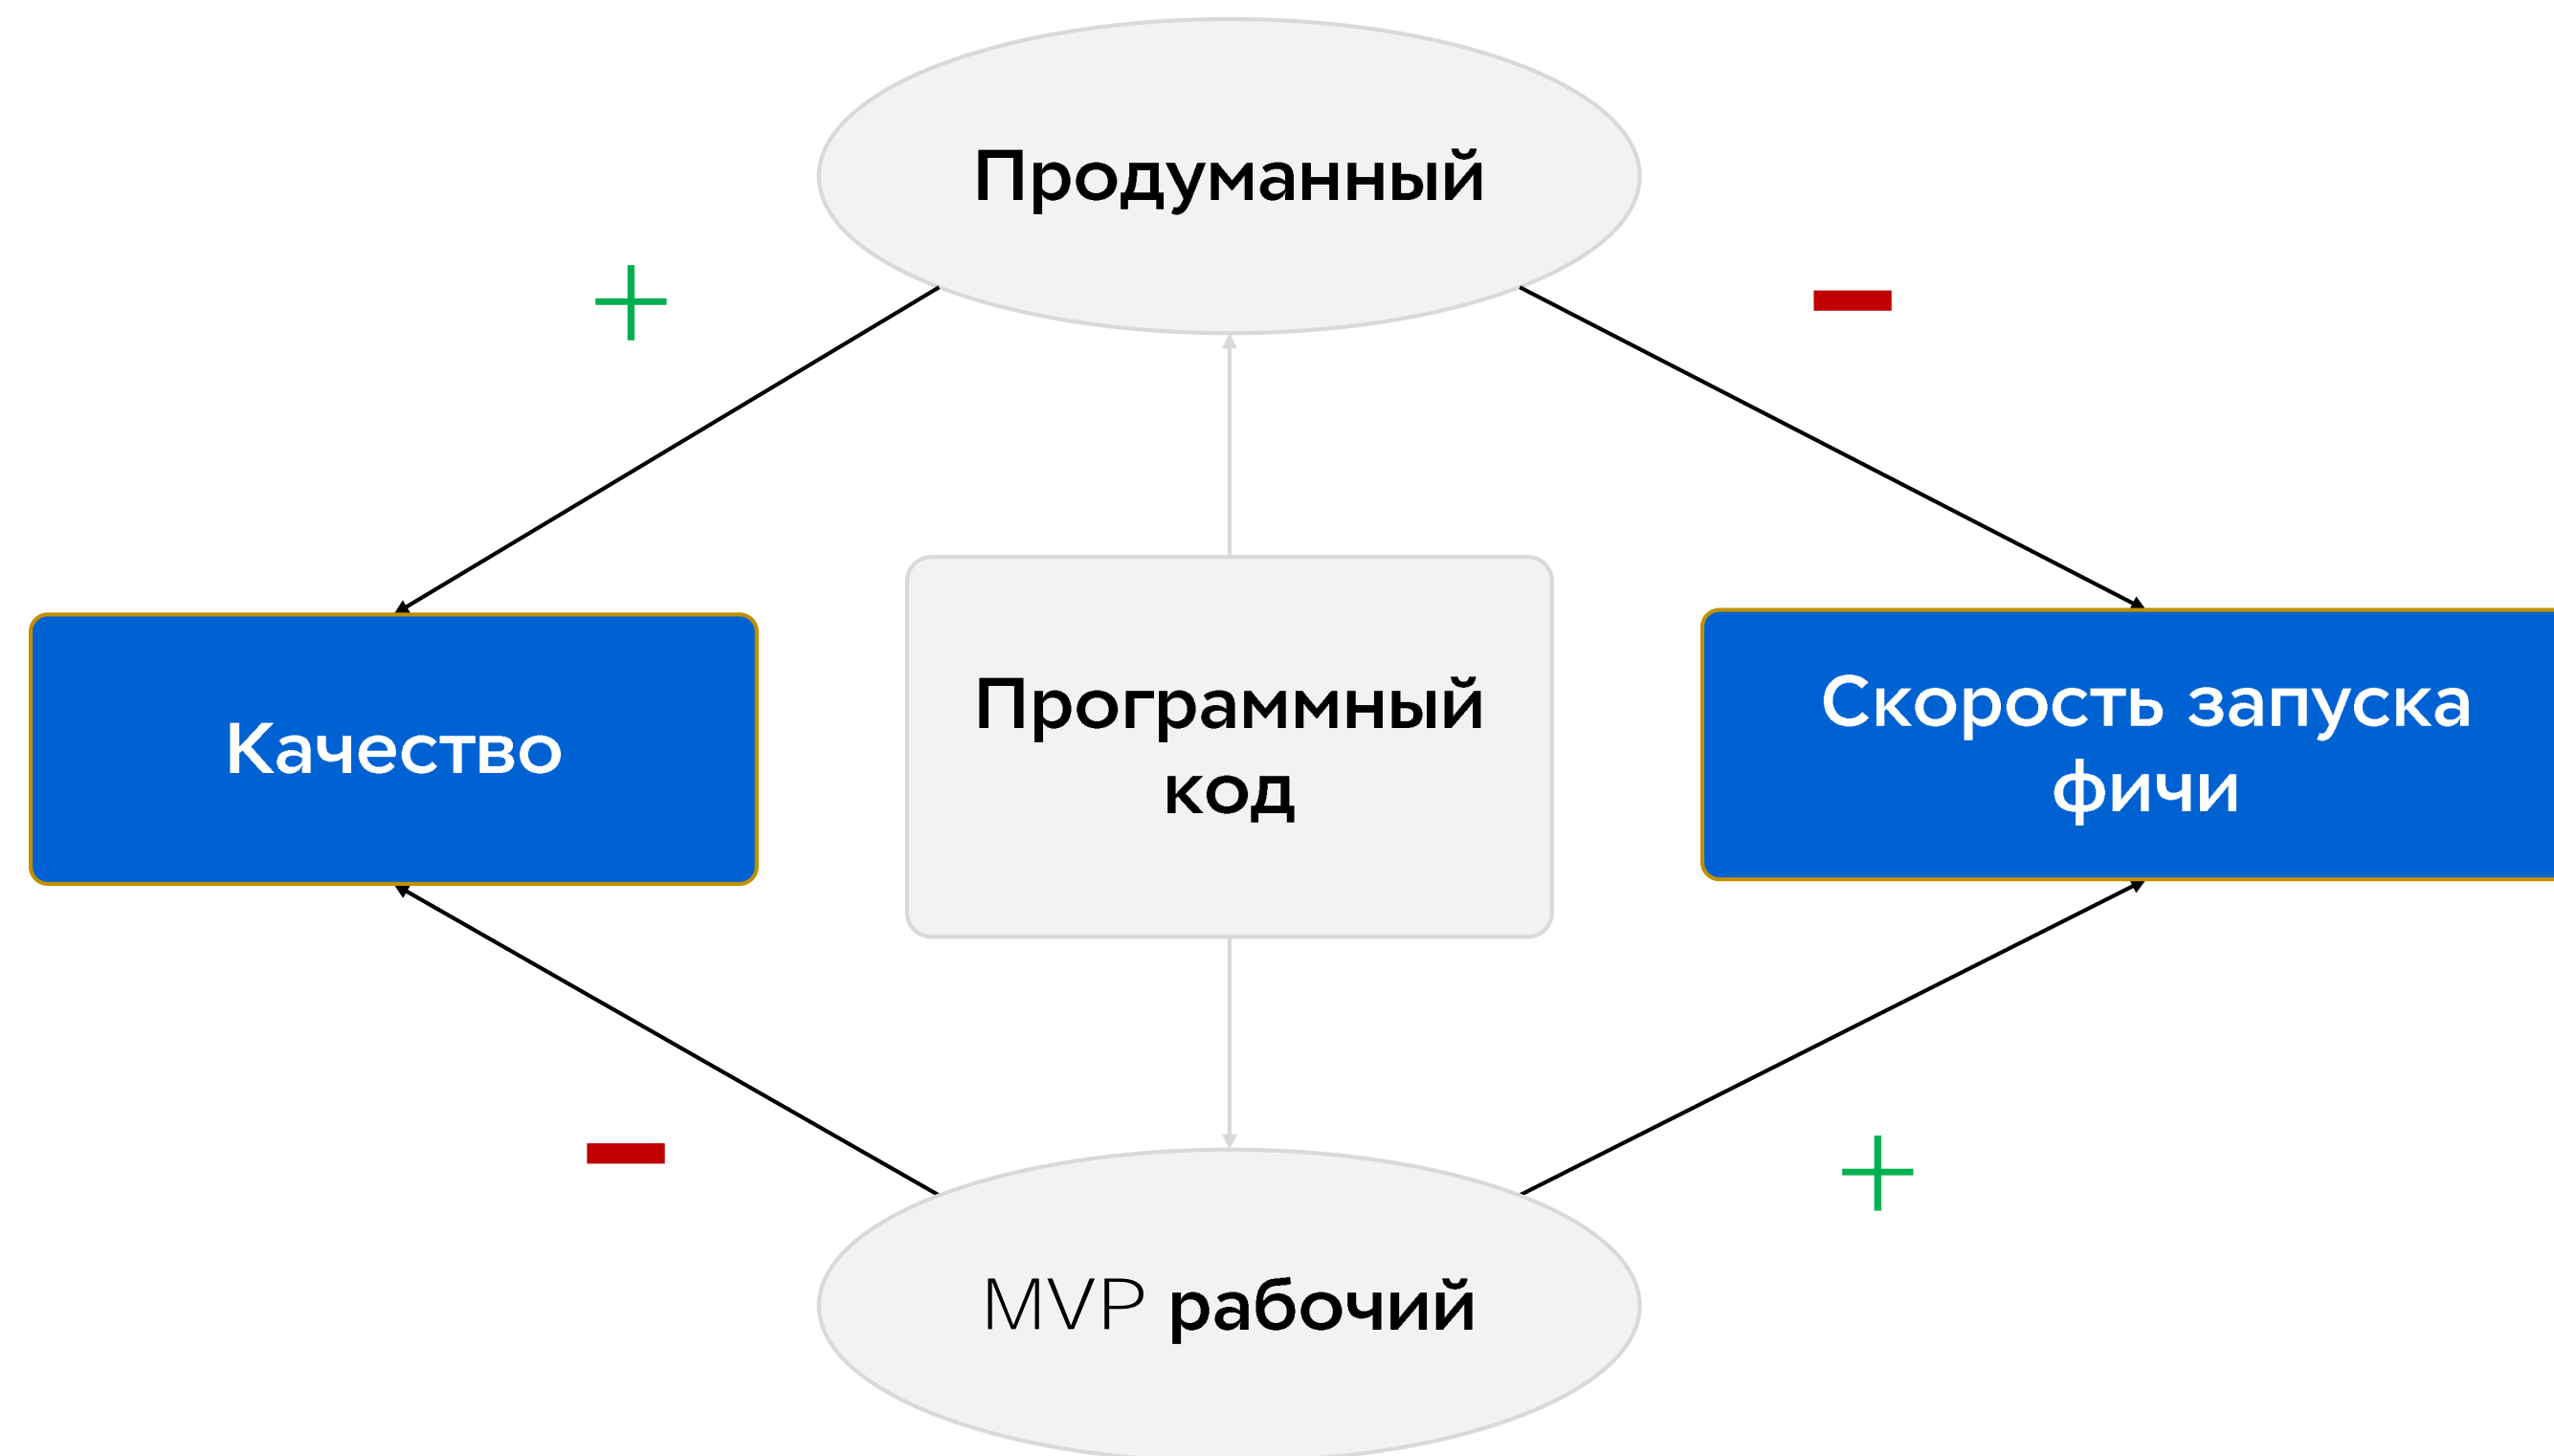 Продуманный
+
−
Качество
Программный
код
Скорость запуска
фичи
−
+
MVP рабочий